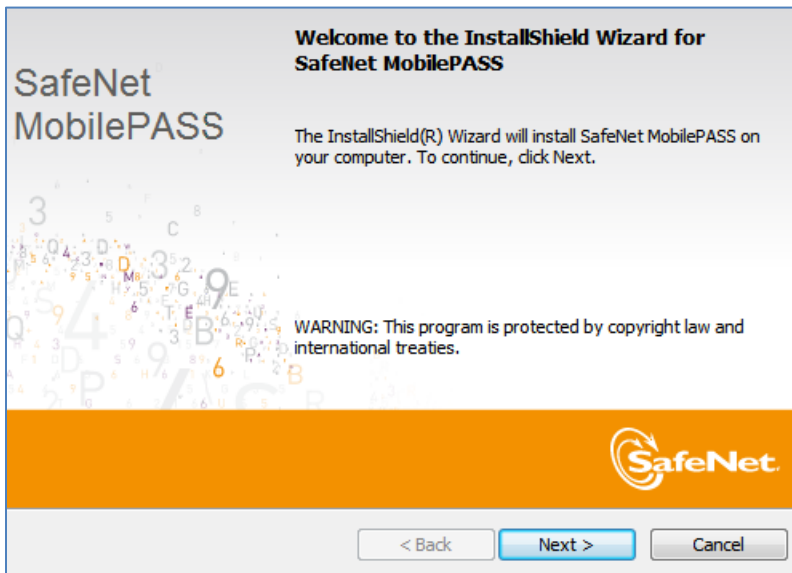 Welcome to the InstallShield Wizard for
SafeNet MobilePASS
SafeNet
MobilePASS
The InstallShield(R) Wizard will install SafeNet MobilePASS on
your computer. To continue, click Next.
WARNING: This program is protected by copyright law and
international treaties.
SafeNet.
< Back
Next >
Cancel